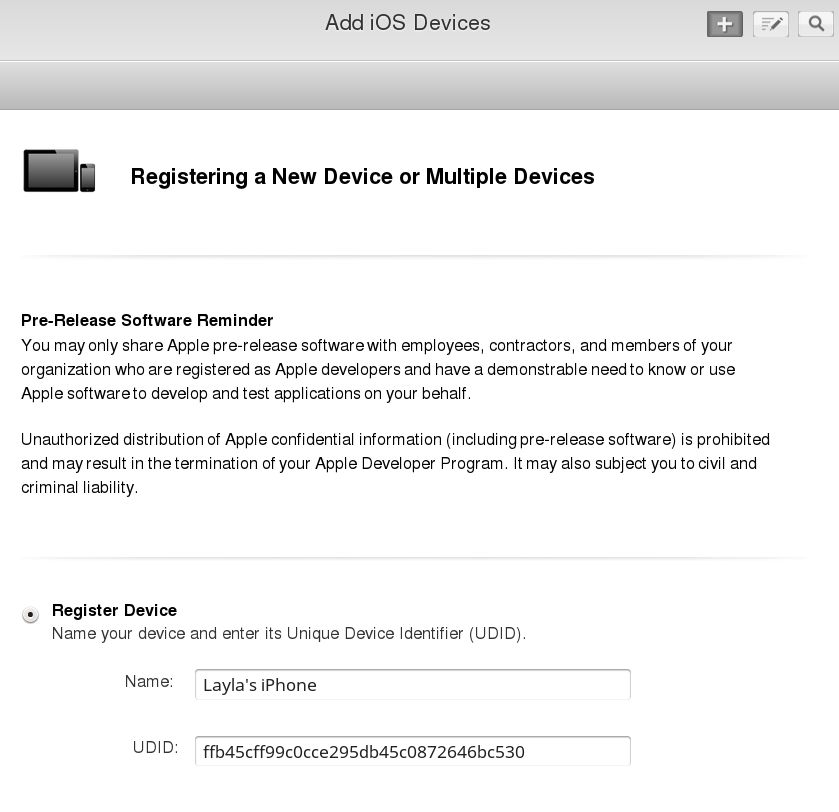 Add iOS Devices
Registering a New Device or Multiple Devices
Pre-Release Software Reminder
You may only share Apple pre-release software with employees, contractors, and members of your
organization who are registered as Apple developers and have a demonstrable need to know or use
Apple software to develop and test applications on your behalf.
Unauthorized distribution of Apple confidential information (including pre-release software) is prohibited
and may result in the termination of your Apple Developer Program. It may also subject you to civil and
criminal liability.
Register Device
Name your device and enter its Unique Device Identifier (UDID).
Name: Layla's iPhone
UDID: ffb45cff99c0cce295db45c0872646bc530